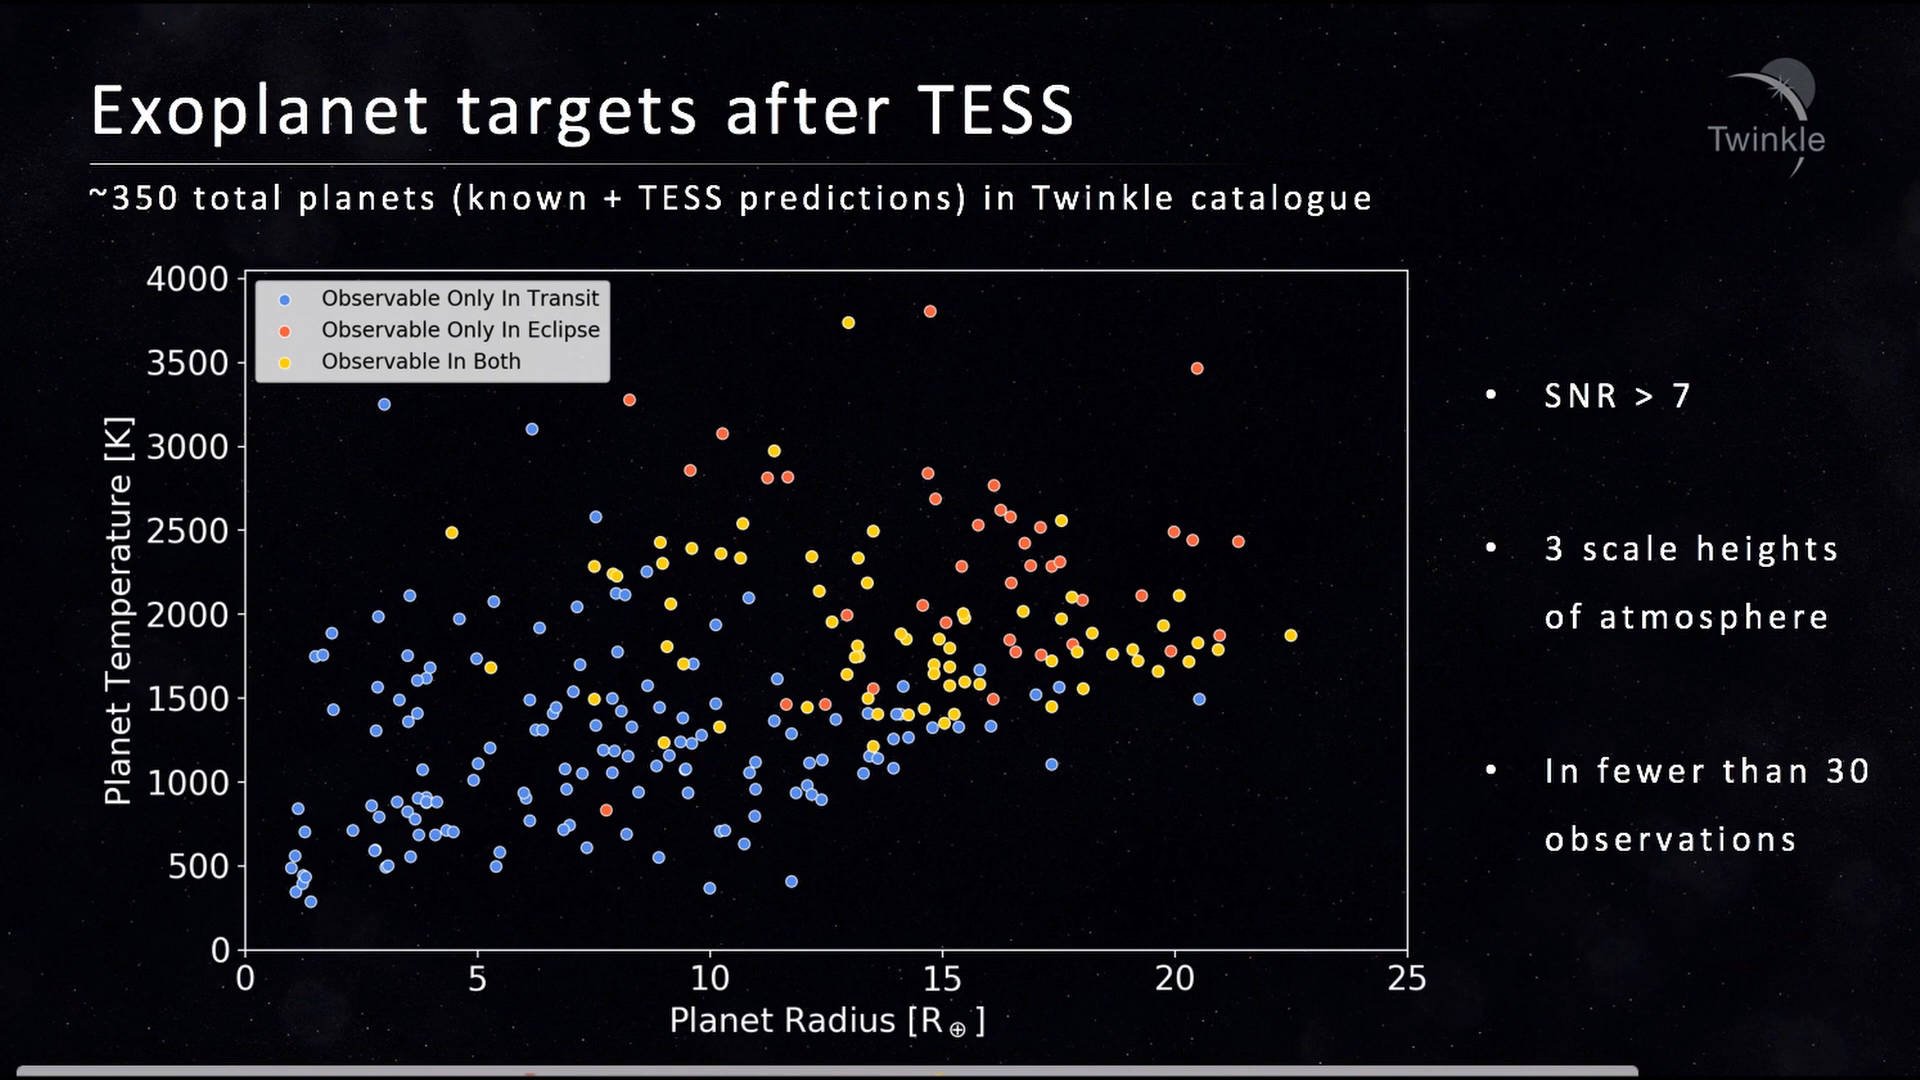 Exoplanet targets after TESS
Twinkle
~350 total planets (known + TESS predictions) in Twinkle catalogue
Observable Only In Transit
Observable Only In Eclipse
Observable In Both
4000
3500
3000
2500
2000
1500
1000
500
0
Planet Temperature [K]
0 5 10 15 20 25
Planet Radius [R⊕]
• SNR > 7
• 3 scale heights
of atmosphere
• In fewer than 30
observations